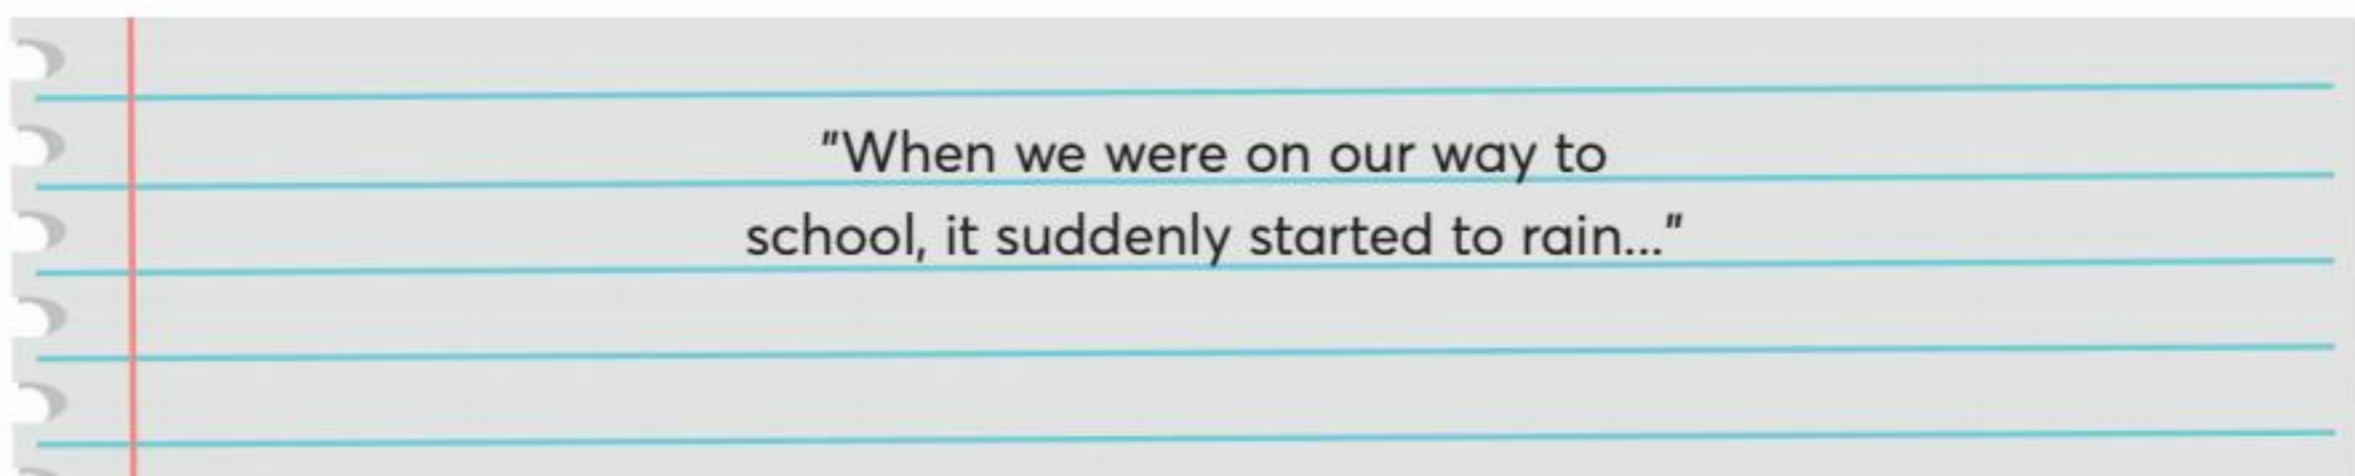 "When we were on our way to
school, it suddenly started to rain..."